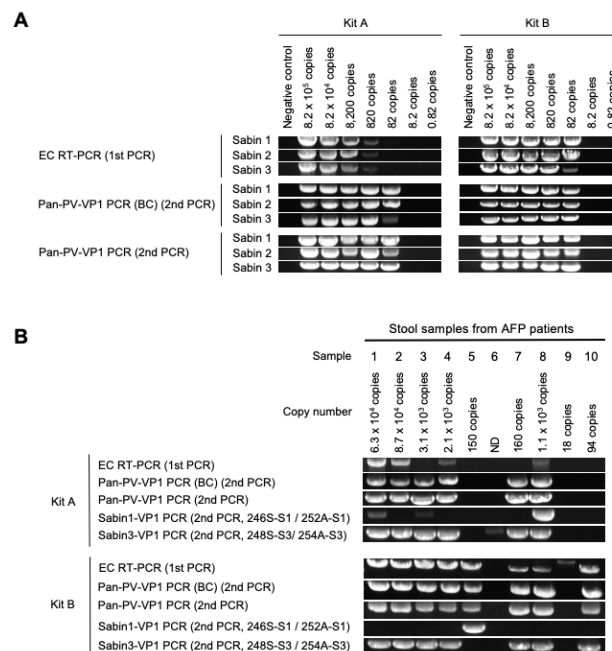 A
Kit A
Kit B
Negative control
8.2 x 10⁵ copies
8.2 x 10⁴ copies
8,200 copies
820 copies
82 copies
8.2 copies
0.82 copies
Negative control
8.2 x 10⁵ copies
8.2 x 10⁴ copies
8,200 copies
820 copies
82 copies
8.2 copies
0.82 copies
EC RT-PCR (1st PCR)
Sabin 1
Sabin 2
Sabin 3
Pan-PV-VP1 PCR (BC) (2nd PCR)
Sabin 1
Sabin 2
Sabin 3
Pan-PV-VP1 PCR (2nd PCR)
Sabin 1
Sabin 2
Sabin 3
B
Stool samples from AFP patients
Sample 1 2 3 4 5 6 7 8 9 10
Copy number
6.3 x 10⁴ copies
8.7 x 10⁴ copies
3.1 x 10³ copies
2.1 x 10³ copies
150 copies
ND
160 copies
1.1 x 10³ copies
18 copies
94 copies
Kit A
EC RT-PCR (1st PCR)
Pan-PV-VP1 PCR (BC) (2nd PCR)
Pan-PV-VP1 PCR (2nd PCR)
Sabin1-VP1 PCR (2nd PCR, 246S-S1 / 252A-S1)
Sabin3-VP1 PCR (2nd PCR, 248S-S3/ 254A-S3)
Kit B
EC RT-PCR (1st PCR)
Pan-PV-VP1 PCR (BC) (2nd PCR)
Pan-PV-VP1 PCR (2nd PCR)
Sabin1-VP1 PCR (2nd PCR, 246S-S1 / 252A-S1)
Sabin3-VP1 PCR (2nd PCR, 248S-S3 / 254A-S3)